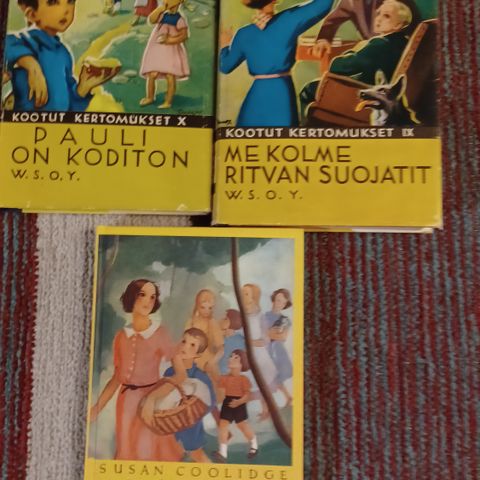 KOOTUT KERTOMUKSET X
PAULI
ON KODITON
W.S.O.Y.
KOOTUT KERTOMUKSET IX
ME KOLME
RITVAN SUOJATIT
W.S.O.Y.
SUSAN COOLIDGE